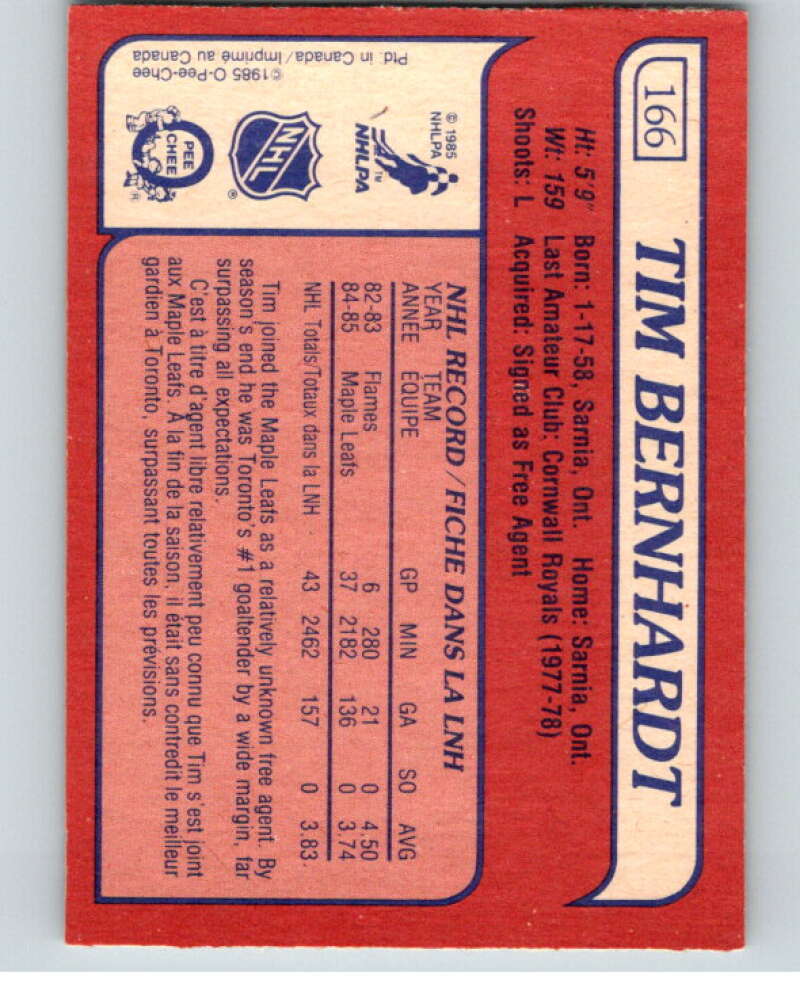 166
TIM BERNHARDT
Ht: 5'9" Born: 1-17-58, Sarnia, Ont. Home: Sarnia, Ont.
Wt: 159 Last Amateur Club: Cornwall Royals (1977-78)
Shoots: L Acquired: Signed as Free Agent
© 1985
NHLPA
NHLPA TM
NHL ®
PEE
CHEE
©1985 O-Pee-Chee
Ptd. in Canada/Imprimé au Canada
NHL RECORD/FICHE DANS LA LNH
YEAR TEAM
ANNÉE ÉQUIPE GP MIN GA SO AVG
82-83 Flames 6 280 21 0 4.50
84-85 Maple Leafs 37 2182 136 0 3.74
NHL Totals/Totaux dans la LNH 43 2462 157 0 3.83
Tim joined the Maple Leafs as a relatively unknown free agent. By
season's end he was Toronto's #1 goaltender by a wide margin, far
surpassing all expectations.
C'est à titre d'agent libre relativement peu connu que Tim s'est joint
aux Maple Leafs. À la fin de la saison, il était sans contredit le meilleur
gardien à Toronto, surpassant toutes les prévisions.